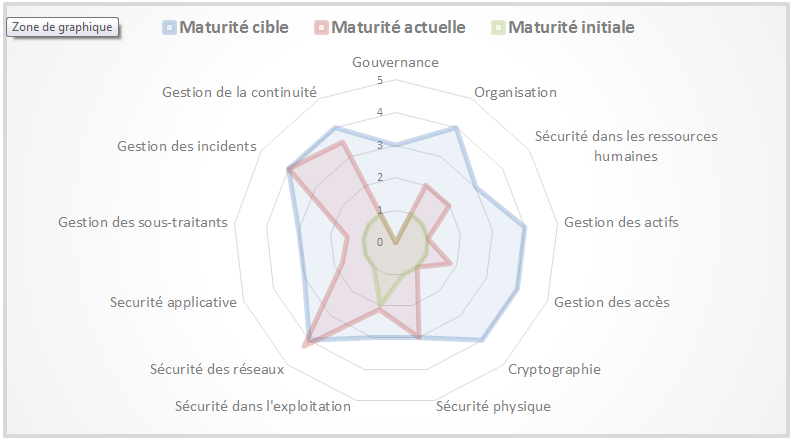 Zone de graphique
Maturité cible
Maturité actuelle
Maturité initiale
Gouvernance
Organisation
Sécurité dans les ressources
humaines
Gestion des actifs
Gestion des accès
Cryptographie
Sécurité physique
Sécurité dans l'exploitation
Sécurité des réseaux
Securité applicative
Gestion des sous-traitants
Gestion des incidents
Gestion de la continuité
5
4
3
2
1
0